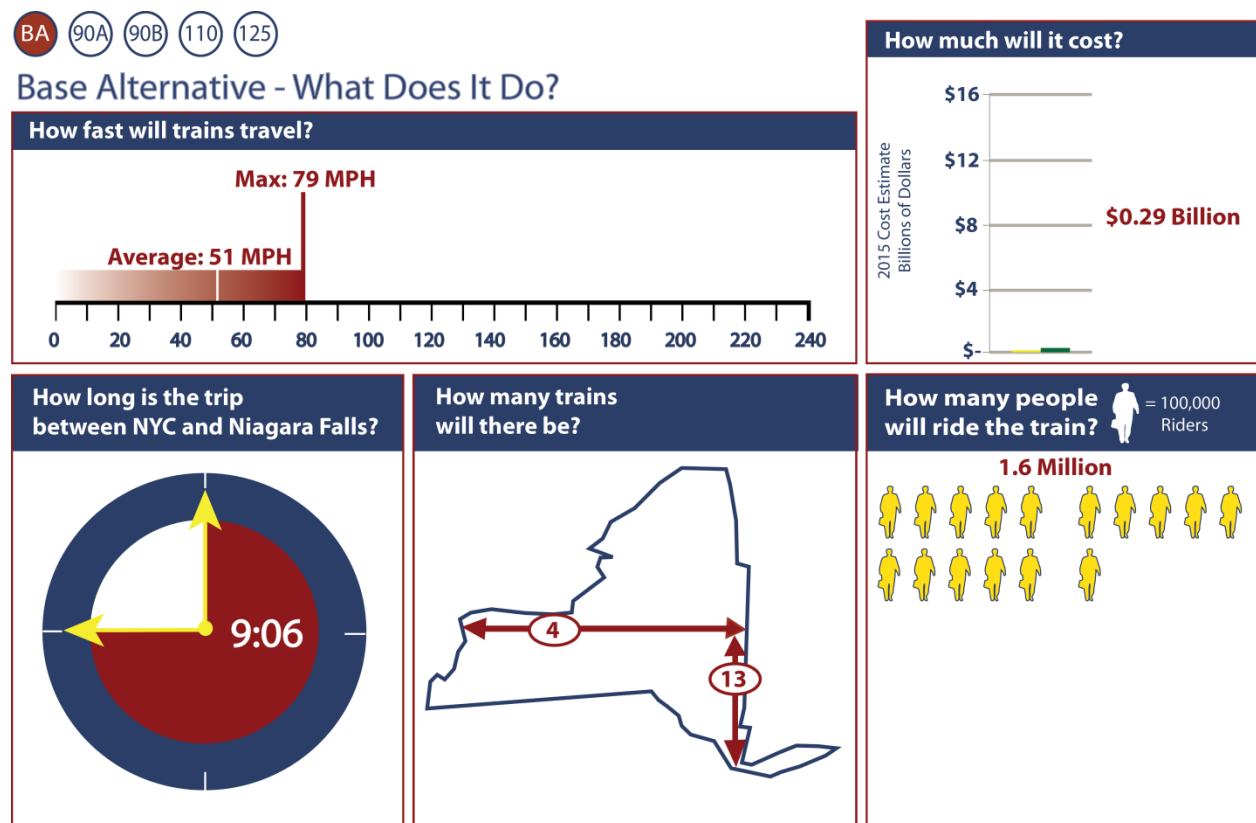 BA 90A 90B 110 125
Base Alternative - What Does It Do?
How fast will trains travel?
Max: 79 MPH
Average: 51 MPH
0 20 40 60 80 100 120 140 160 180 200 220 240
How much will it cost?
2015 Cost Estimate
Billions of Dollars
$16
$12
$8
$4
$-
$0.29 Billion
How long is the trip
between NYC and Niagara Falls?
9:06
How many trains
will there be?
4
13
How many people
will ride the train?
= 100,000
Riders
1.6 Million